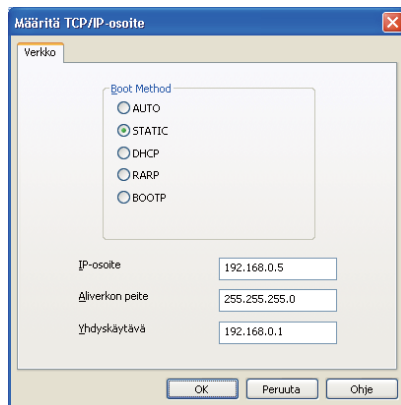 Määritä TCP/IP-osoite
Verkko
Boot Method
AUTO
STATIC
DHCP
RARP
BOOTP
IP-osoite 192.168.0.5
Aliverkon peite 255.255.255.0
Yhdyskäytävä 192.168.0.1
OK Peruuta Ohje